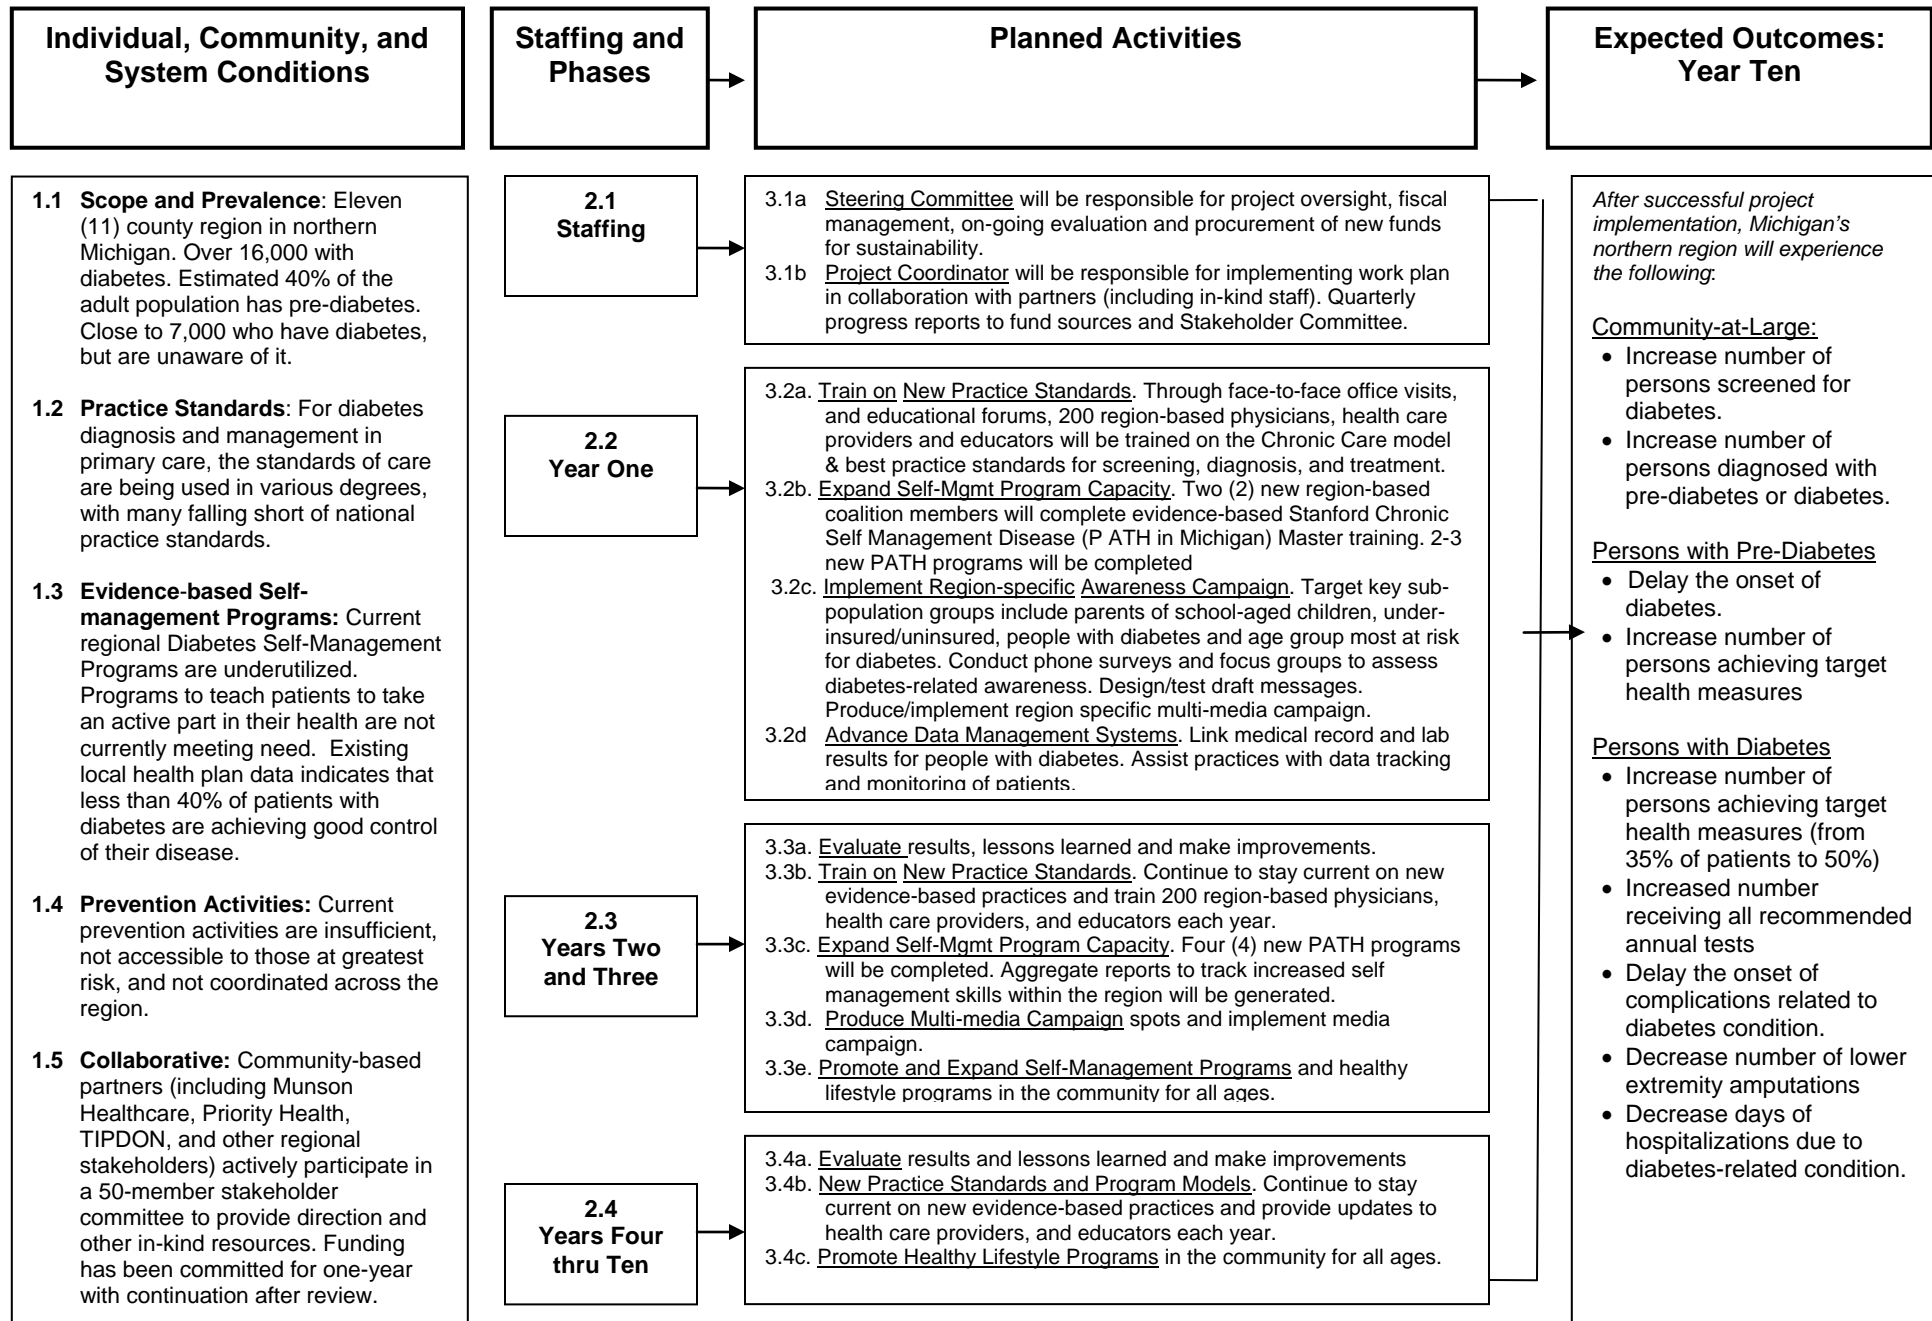 Individual, Community, and
System Conditions
Staffing and
Phases
Planned Activities
Expected Outcomes:
Year Ten
1.1 Scope and Prevalence: Eleven
(11) county region in northern
Michigan. Over 16,000 with
diabetes. Estimated 40% of the
adult population has pre-diabetes.
Close to 7,000 who have diabetes,
but are unaware of it.
1.2 Practice Standards: For diabetes
diagnosis and management in
primary care, the standards of care
are being used in various degrees,
with many falling short of national
practice standards.
1.3 Evidence-based Self-
management Programs: Current
regional Diabetes Self-Management
Programs are underutilized.
Programs to teach patients to take
an active part in their health are not
currently meeting need. Existing
local health plan data indicates that
less than 40% of patients with
diabetes are achieving good control
of their disease.
1.4 Prevention Activities: Current
prevention activities are insufficient,
not accessible to those at greatest
risk, and not coordinated across the
region.
1.5 Collaborative: Community-based
partners (including Munson
Healthcare, Priority Health,
TIPDON, and other regional
stakeholders) actively participate in
a 50-member stakeholder
committee to provide direction and
other in-kind resources. Funding
has been committed for one-year
with continuation after review.
2.1
Staffing
3.1a Steering Committee will be responsible for project oversight, fiscal
management, on-going evaluation and procurement of new funds
for sustainability.
3.1b Project Coordinator will be responsible for implementing work plan
in collaboration with partners (including in-kind staff). Quarterly
progress reports to fund sources and Stakeholder Committee.
2.2
Year One
3.2a. Train on New Practice Standards. Through face-to-face office visits,
and educational forums, 200 region-based physicians, health care
providers and educators will be trained on the Chronic Care model
& best practice standards for screening, diagnosis, and treatment.
3.2b. Expand Self-Mgmt Program Capacity. Two (2) new region-based
coalition members will complete evidence-based Stanford Chronic
Self Management Disease (P ATH in Michigan) Master training. 2-3
new PATH programs will be completed
3.2c. Implement Region-specific Awareness Campaign. Target key sub-
population groups include parents of school-aged children, under-
insured/uninsured, people with diabetes and age group most at risk
for diabetes. Conduct phone surveys and focus groups to assess
diabetes-related awareness. Design/test draft messages.
Produce/implement region specific multi-media campaign.
3.2d Advance Data Management Systems. Link medical record and lab
results for people with diabetes. Assist practices with data tracking
and monitoring of patients.
2.3
Years Two
and Three
3.3a. Evaluate results, lessons learned and make improvements.
3.3b. Train on New Practice Standards. Continue to stay current on new
evidence-based practices and train 200 region-based physicians,
health care providers, and educators each year.
3.3c. Expand Self-Mgmt Program Capacity. Four (4) new PATH programs
will be completed. Aggregate reports to track increased self
management skills within the region will be generated.
3.3d. Produce Multi-media Campaign spots and implement media
campaign.
3.3e. Promote and Expand Self-Management Programs and healthy
lifestyle programs in the community for all ages.
2.4
Years Four
thru Ten
3.4a. Evaluate results and lessons learned and make improvements
3.4b. New Practice Standards and Program Models. Continue to stay
current on new evidence-based practices and provide updates to
health care providers, and educators each year.
3.4c. Promote Healthy Lifestyle Programs in the community for all ages.
After successful project
implementation, Michigan's
northern region will experience
the following:
Community-at-Large:
• Increase number of
persons screened for
diabetes.
• Increase number of
persons diagnosed with
pre-diabetes or diabetes.
Persons with Pre-Diabetes
• Delay the onset of
diabetes.
• Increase number of
persons achieving target
health measures
Persons with Diabetes
• Increase number of
persons achieving target
health measures (from
35% of patients to 50%)
• Increased number
receiving all recommended
annual tests
• Delay the onset of
complications related to
diabetes condition.
• Decrease number of lower
extremity amputations
• Decrease days of
hospitalizations due to
diabetes-related condition.